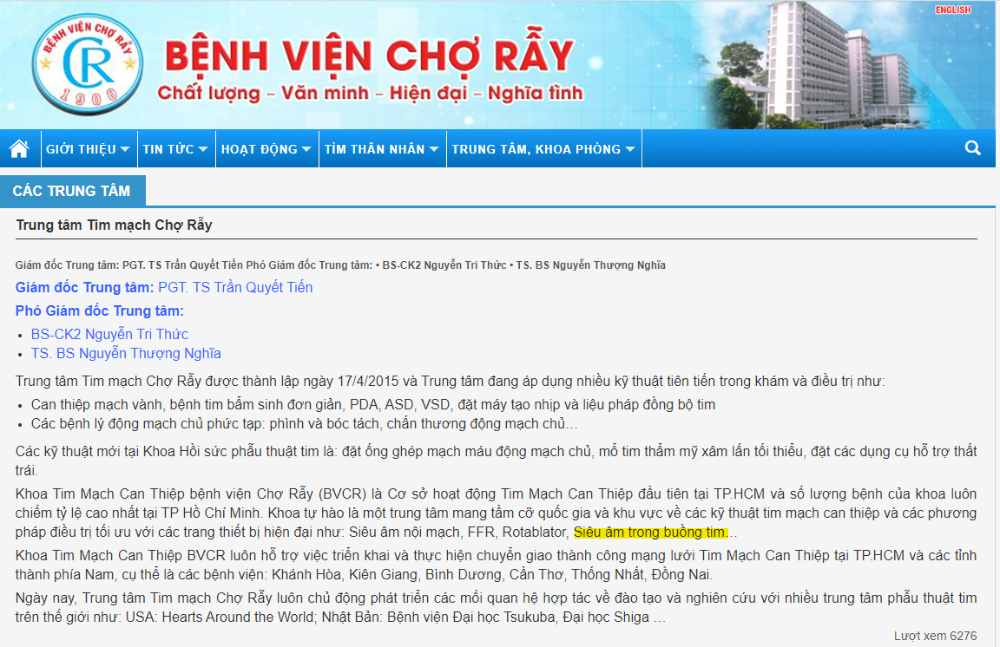 ENGLISH
BỆNH VIỆN CHỢ RẪY
CR
1900
BỆNH VIỆN CHỢ RẪY
Chất lượng – Văn minh – Hiện đại – Nghĩa tình
GIỚI THIỆU TIN TỨC HOẠT ĐỘNG TÌM THÂN NHÂN TRUNG TÂM, KHOA PHÒNG
CÁC TRUNG TÂM
Trung tâm Tim mạch Chợ Rẫy
Giám đốc Trung tâm: PGT. TS Trần Quyết Tiến Phó Giám đốc Trung tâm: • BS-CK2 Nguyễn Tri Thức • TS. BS Nguyễn Thượng Nghĩa
Giám đốc Trung tâm: PGT. TS Trần Quyết Tiến
Phó Giám đốc Trung tâm:
• BS-CK2 Nguyễn Tri Thức
• TS. BS Nguyễn Thượng Nghĩa
Trung tâm Tim mạch Chợ Rẫy được thành lập ngày 17/4/2015 và Trung tâm đang áp dụng nhiều kỹ thuật tiên tiến trong khám và điều trị như:
• Can thiệp mạch vành, bệnh tim bẩm sinh đơn giản, PDA, ASD, VSD, đặt máy tạo nhịp và liệu pháp đồng bộ tim
• Các bệnh lý động mạch chủ phức tạp: phình và bóc tách, chấn thương động mạch chủ…
Các kỹ thuật mới tại Khoa Hồi sức phẫu thuật tim là: đặt ống ghép mạch máu động mạch chủ, mổ tim thẩm mỹ xâm lấn tối thiểu, đặt các dụng cụ hỗ trợ thất
trái.
Khoa Tim Mạch Can Thiệp bệnh viện Chợ Rẫy (BVCR) là Cơ sở hoạt động Tim Mạch Can Thiệp đầu tiên tại TP.HCM và số lượng bệnh của khoa luôn
chiếm tỷ lệ cao nhất tại TP Hồ Chí Minh. Khoa tự hào là một trung tâm mang tầm cỡ quốc gia và khu vực về các kỹ thuật tim mạch can thiệp và các phương
pháp điều trị tối ưu với các trang thiết bị hiện đại như: Siêu âm nội mạch, FFR, Rotablator, Siêu âm trong buồng tim…
Khoa Tim Mạch Can Thiệp BVCR luôn hỗ trợ việc triển khai và thực hiện chuyển giao thành công mạng lưới Tim Mạch Can Thiệp tại TP.HCM và các tỉnh
thành phía Nam, cụ thể là các bệnh viện: Khánh Hòa, Kiên Giang, Bình Dương, Cần Thơ, Thống Nhất, Đồng Nai.
Ngày nay, Trung tâm Tim mạch Chợ Rẫy luôn chủ động phát triển các mối quan hệ hợp tác về đào tạo và nghiên cứu với nhiều trung tâm phẫu thuật tim
trên thế giới như: USA: Hearts Around the World; Nhật Bản: Bệnh viện Đại học Tsukuba, Đại học Shiga …
Lượt xem 6276